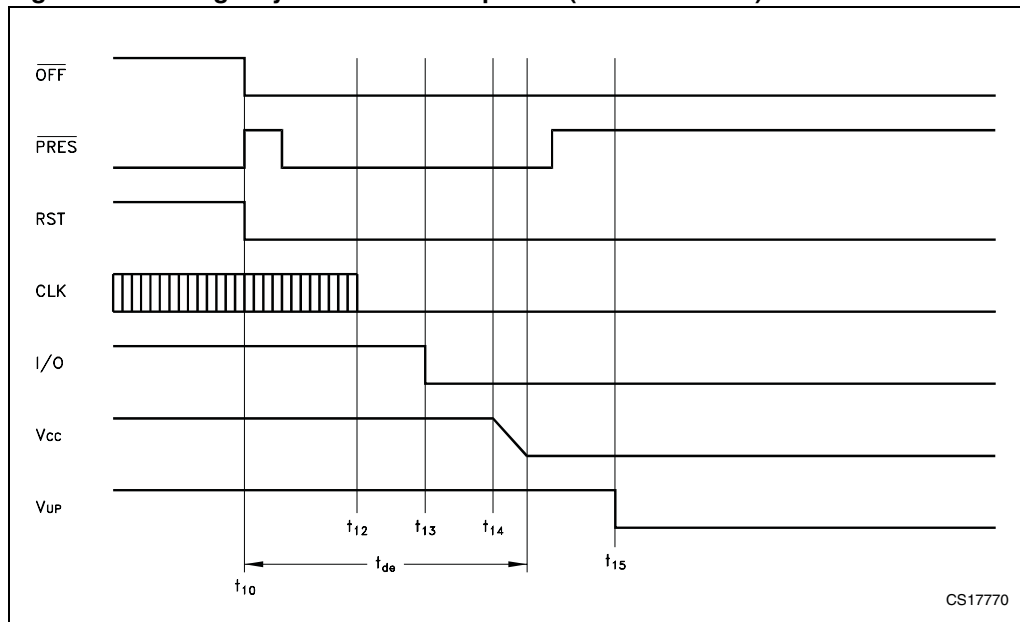 OFF
PRES
RST
CLK
I/O
Vcc
VUP
t12 t13 t14
tde t15
t10
CS17770